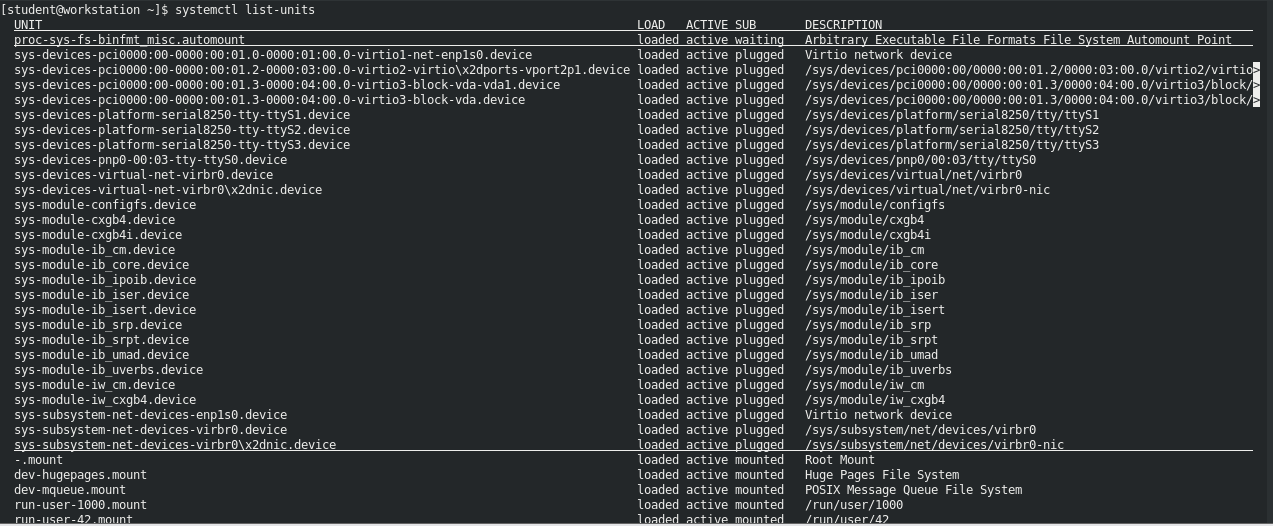 [student@workstation ~]$ systemctl list-units
UNIT LOAD ACTIVE SUB DESCRIPTION
proc-sys-fs-binfmt_misc.automount loaded active waiting Arbitrary Executable File Formats File System Automount Point
sys-devices-pci0000:00-0000:00:01.0-0000:01:00.0-virtio1-net-enp1s0.device loaded active plugged Virtio network device
sys-devices-pci0000:00-0000:00:01.2-0000:03:00.0-virtio2-virtio\x2dports-vport2p1.device loaded active plugged /sys/devices/pci0000:00/0000:00:01.2/0000:03:00.0/virtio2/virtio>
sys-devices-pci0000:00-0000:00:01.3-0000:04:00.0-virtio3-block-vda-vda1.device loaded active plugged /sys/devices/pci0000:00/0000:00:01.3/0000:04:00.0/virtio3/block/>
sys-devices-pci0000:00-0000:00:01.3-0000:04:00.0-virtio3-block-vda.device loaded active plugged /sys/devices/pci0000:00/0000:00:01.3/0000:04:00.0/virtio3/block/>
sys-devices-platform-serial8250-tty-ttyS1.device loaded active plugged /sys/devices/platform/serial8250/tty/ttyS1
sys-devices-platform-serial8250-tty-ttyS2.device loaded active plugged /sys/devices/platform/serial8250/tty/ttyS2
sys-devices-platform-serial8250-tty-ttyS3.device loaded active plugged /sys/devices/platform/serial8250/tty/ttyS3
sys-devices-pnp0-00:03-tty-ttyS0.device loaded active plugged /sys/devices/pnp0/00:03/tty/ttyS0
sys-devices-virtual-net-virbr0.device loaded active plugged /sys/devices/virtual/net/virbr0
sys-devices-virtual-net-virbr0\x2dnic.device loaded active plugged /sys/devices/virtual/net/virbr0-nic
sys-module-configfs.device loaded active plugged /sys/module/configfs
sys-module-cxgb4.device loaded active plugged /sys/module/cxgb4
sys-module-cxgb4i.device loaded active plugged /sys/module/cxgb4i
sys-module-ib_cm.device loaded active plugged /sys/module/ib_cm
sys-module-ib_core.device loaded active plugged /sys/module/ib_core
sys-module-ib_ipoib.device loaded active plugged /sys/module/ib_ipoib
sys-module-ib_iser.device loaded active plugged /sys/module/ib_iser
sys-module-ib_isert.device loaded active plugged /sys/module/ib_isert
sys-module-ib_srp.device loaded active plugged /sys/module/ib_srp
sys-module-ib_srpt.device loaded active plugged /sys/module/ib_srpt
sys-module-ib_umad.device loaded active plugged /sys/module/ib_umad
sys-module-ib_uverbs.device loaded active plugged /sys/module/ib_uverbs
sys-module-iw_cm.device loaded active plugged /sys/module/iw_cm
sys-module-iw_cxgb4.device loaded active plugged /sys/module/iw_cxgb4
sys-subsystem-net-devices-enp1s0.device loaded active plugged Virtio network device
sys-subsystem-net-devices-virbr0.device loaded active plugged /sys/subsystem/net/devices/virbr0
sys-subsystem-net-devices-virbr0\x2dnic.device loaded active plugged /sys/subsystem/net/devices/virbr0-nic
-.mount loaded active mounted Root Mount
dev-hugepages.mount loaded active mounted Huge Pages File System
dev-mqueue.mount loaded active mounted POSIX Message Queue File System
run-user-1000.mount loaded active mounted /run/user/1000
run-user-42.mount loaded active mounted /run/user/42